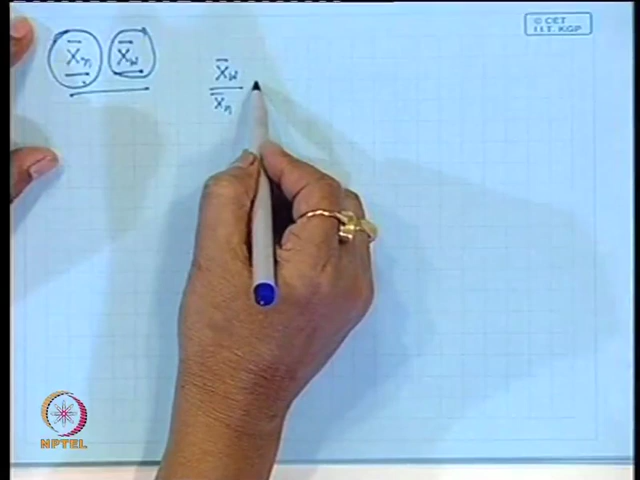 X̄n X̄w
X̄w
X̄n
© CET
I.I.T. KGP
NPTEL